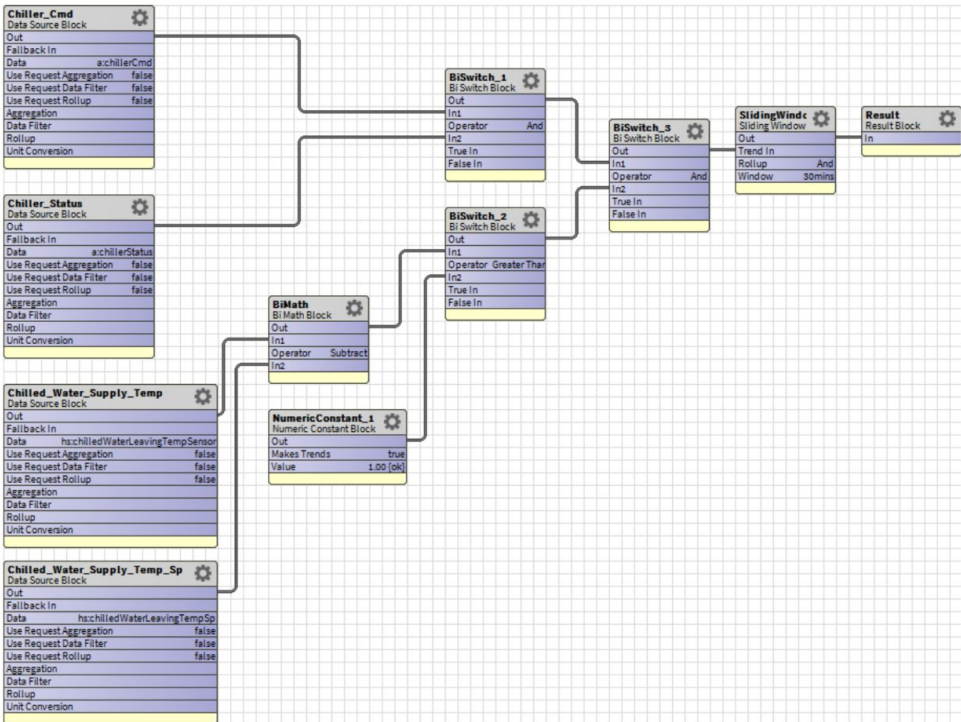 Chiller_Cmd
Data Source Block
Out
Fallback In
Data a:chillerCmd
Use Request Aggregation false
Use Request Data Filter false
Use Request Rollup false
Aggregation
Data Filter
Rollup
Unit Conversion
Chiller_Status
Data Source Block
Out
Fallback In
Data a:chillerStatus
Use Request Aggregation false
Use Request Data Filter false
Use Request Rollup false
Aggregation
Data Filter
Rollup
Unit Conversion
Chilled_Water_Supply_Temp
Data Source Block
Out
Fallback In
Data hs:chilledWaterLeavingTempSensor
Use Request Aggregation false
Use Request Data Filter false
Use Request Rollup false
Aggregation
Data Filter
Rollup
Unit Conversion
Chilled_Water_Supply_Temp_Sp
Data Source Block
Out
Fallback In
Data hs:chilledWaterLeavingTempSp
Use Request Aggregation false
Use Request Data Filter false
Use Request Rollup false
Aggregation
Data Filter
Rollup
Unit Conversion
BiMath
Bi Math Block
Out
In1
Operator Subtract
In2
NumericConstant_1
Numeric Constant Block
Out
Makes Trends true
Value 1.00 {ok}
BiSwitch_1
Bi Switch Block
Out
In1
Operator And
In2
True In
False In
BiSwitch_2
Bi Switch Block
Out
In1
Operator Greater Than
In2
True In
False In
BiSwitch_3
Bi Switch Block
Out
In1
Operator And
In2
True In
False In
SlidingWindc
Sliding Window
Out
Trend In
Rollup And
Window 30mins
Result
Result Block
In